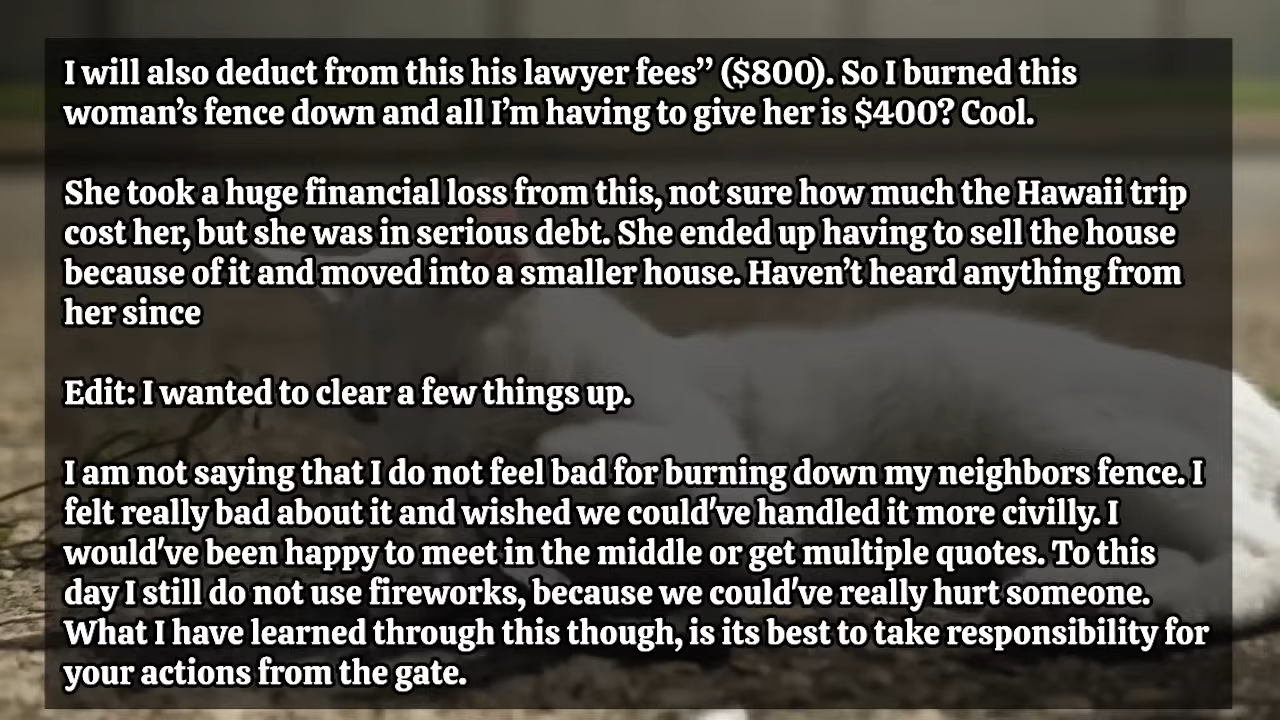 I will also deduct from this his lawyer fees” ($800). So I burned this
woman’s fence down and all I’m having to give her is $400? Cool.
She took a huge financial loss from this, not sure how much the Hawaii trip
cost her, but she was in serious debt. She ended up having to sell the house
because of it and moved into a smaller house. Haven’t heard anything from
her since
Edit: I wanted to clear a few things up.
I am not saying that I do not feel bad for burning down my neighbors fence. I
felt really bad about it and wished we could've handled it more civilly. I
would've been happy to meet in the middle or get multiple quotes. To this
day I still do not use fireworks, because we could've really hurt someone.
What I have learned through this though, is its best to take responsibility for
your actions from the gate.